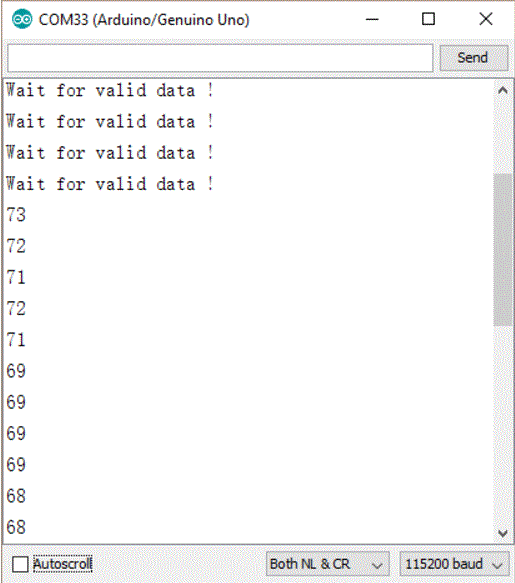 COM33 (Arduino/Genuino Uno)
Send
Wait for valid data !
Wait for valid data !
Wait for valid data !
Wait for valid data !
73
72
71
72
71
69
69
69
69
68
68
Autoscroll
Both NL & CR
115200 baud